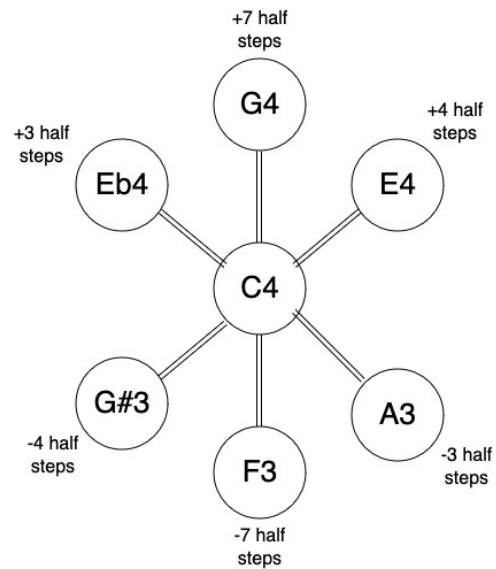 +7 half
steps
G4
+3 half
steps
+4 half
steps
Eb4
E4
C4
G#3
A3
-4 half
steps
F3
-3 half
steps
-7 half
steps